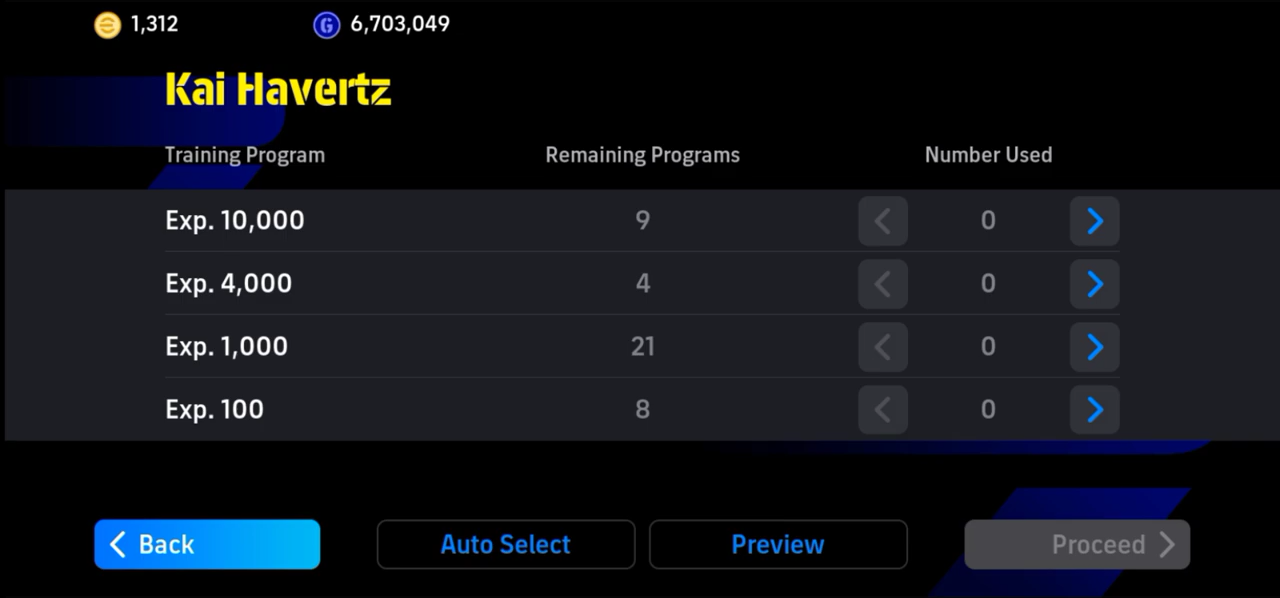 1,312 6,703,049
Kai Havertz
Training Program Remaining Programs Number Used
Exp. 10,000 9 0
Exp. 4,000 4 0
Exp. 1,000 21 0
Exp. 100 8 0
Back Auto Select Preview Proceed